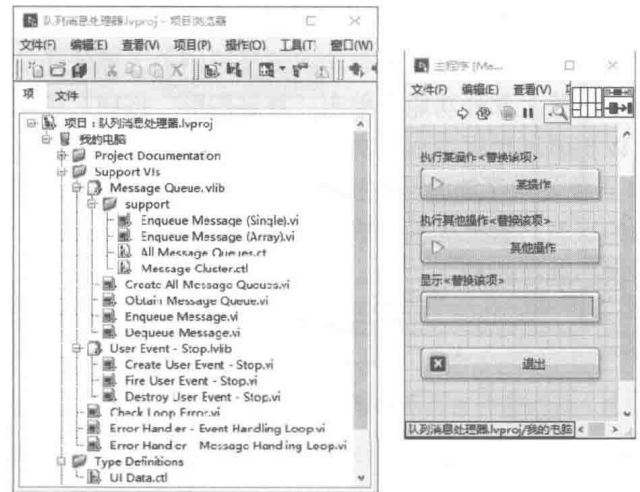 队列消息处理器.lvproj - 项目浏览器
文件(F) 编辑(E) 查看(V) 项目(P) 操作(O) 工具(T) 窗口(W)
项 文件
项目：队列消息处理器.lvproj
我的电脑
Project Documentation
Support VIs
Message Queue.vlib
support
Enqueue Message (Single).vi
Enqueue Message (Array).vi
All Message Queues.ct
Message Cluster.ctl
Create All Message Queues.vi
Obtain Message Queue.vi
Enqueue Message.vi
Dequeue Message.vi
User Event - Stop.lvlib
Create User Event - Stop.vi
Fire User Event - Stop.vi
Destroy User Event - Stop.vi
Check Loop Error.vi
Error Handler - Event Handling Loop.vi
Error Handler - Message Handling Loop.vi
Type Definitions
UI Data.ctl
主程序 [Ma...
文件(F) 编辑(E) 查看(V)
执行某操作<替换该项>
某操作
执行其他操作<替换该项>
其他操作
显示<替换该项>
退出
队列消息处理器.lvproj/我的电脑